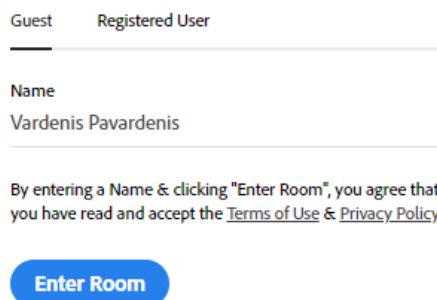 Guest Registered User
Name
Vardenis Pavardenis
By entering a Name & clicking "Enter Room", you agree that
you have read and accept the Terms of Use & Privacy Policy
Enter Room